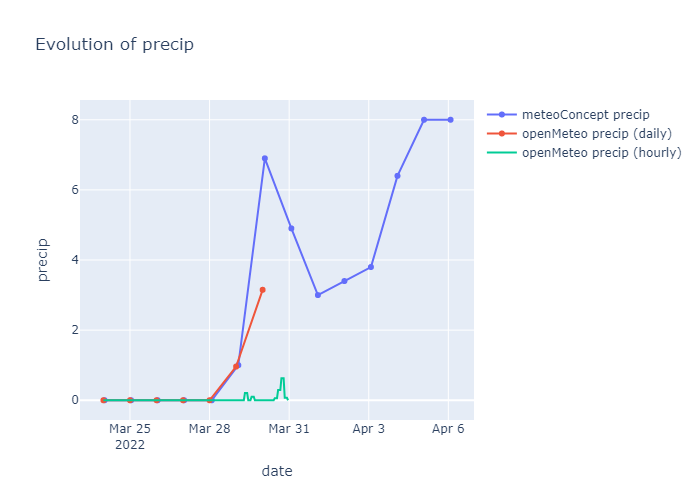 Evolution of precip
meteoConcept precip
openMeteo precip (daily)
openMeteo precip (hourly)
precip
8
6
4
2
0
Mar 25
2022
Mar 28
Mar 31
Apr 3
Apr 6
date